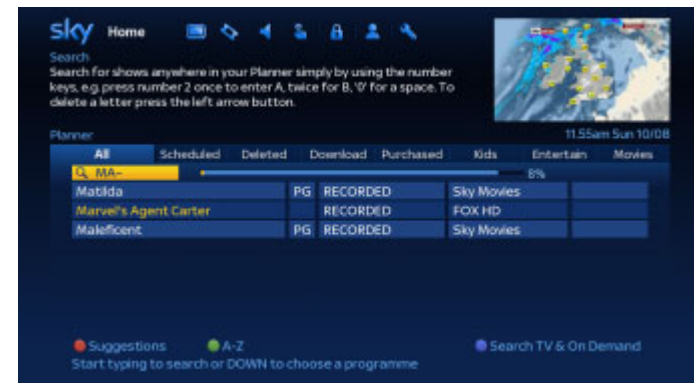 sky Home
Search
Search for shows anywhere in your Planner simply by using the number
keys, e.g. press number 2 once to enter A, twice for B, '0' for a space. To
delete a letter press the left arrow button.
Planner 11.55am Sun 10/08
All Scheduled Deleted Download Purchased Kids Entertain Movies
MA- 8%
Matilda PG RECORDED Sky Movies
Marvel's Agent Carter RECORDED FOX HD
Maleficent PG RECORDED Sky Movies
Suggestions A-Z Search TV & On Demand
Start typing to search or DOWN to choose a programme